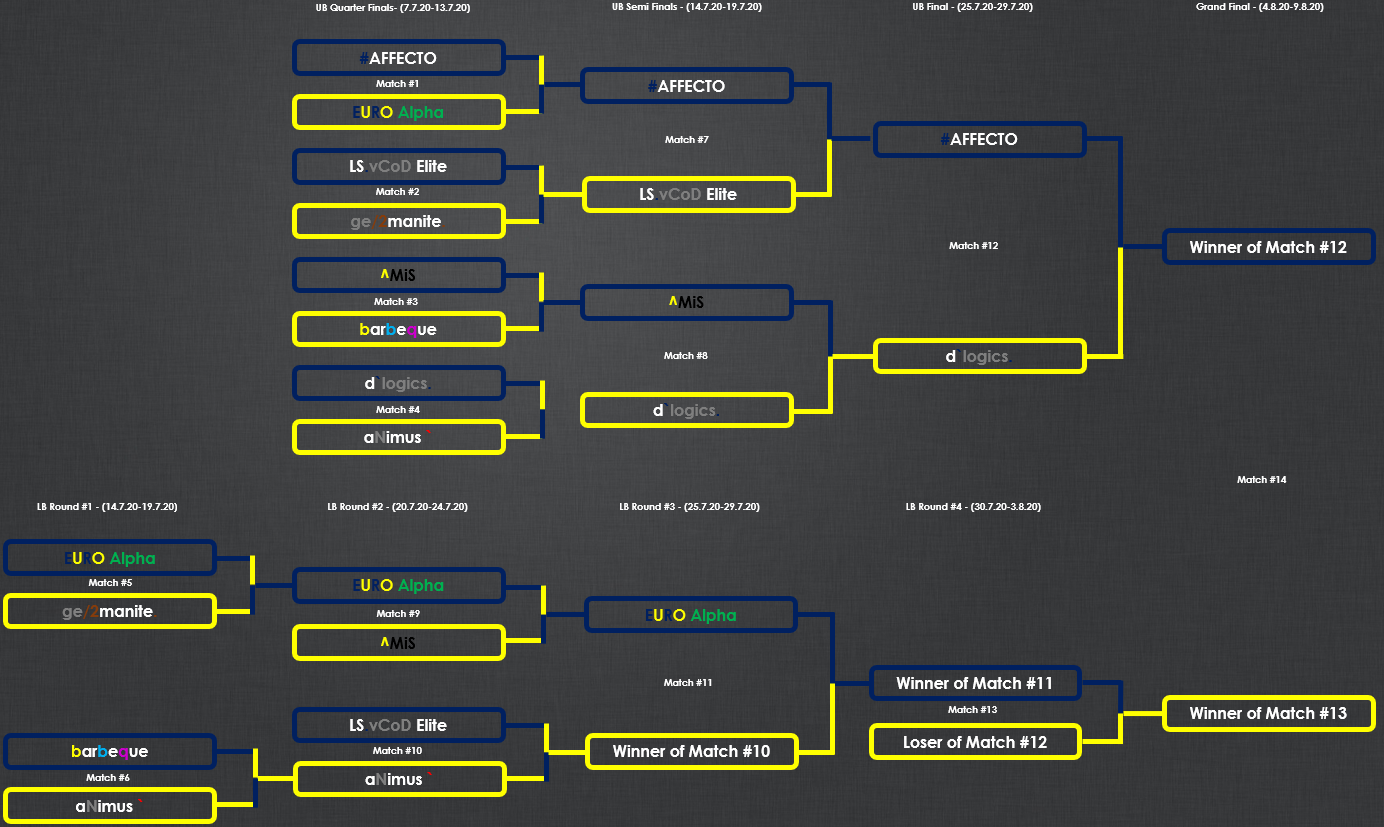 UB Quarter Finals- (7.7.20-13.7.20)
UB Semi Finals - (14.7.20-19.7.20)
UB Final - (25.7.20-29.7.20)
Grand Final - (4.8.20-9.8.20)
#AFFECTO
Match #1
EURO Alpha
LS.vCoD Elite
Match #2
ge/2manite
^MiS
Match #3
barbeque
d`logics.
Match #4
aNimus `
#AFFECTO
Match #7
LS vCoD Elite
^MiS
Match #8
d`logics.
#AFFECTO
Match #12
d`logics.
Winner of Match #12
Match #14
LB Round #1 - (14.7.20-19.7.20)
LB Round #2 - (20.7.20-24.7.20)
LB Round #3 - (25.7.20-29.7.20)
LB Round #4 - (30.7.20-3.8.20)
EURO Alpha
Match #5
ge/2manite
barbeque
Match #6
aNimus `
EURO Alpha
Match #9
^MiS
LS vCoD Elite
Match #10
aNimus `
EURO Alpha
Match #11
Winner of Match #10
Winner of Match #11
Match #13
Loser of Match #12
Winner of Match #13